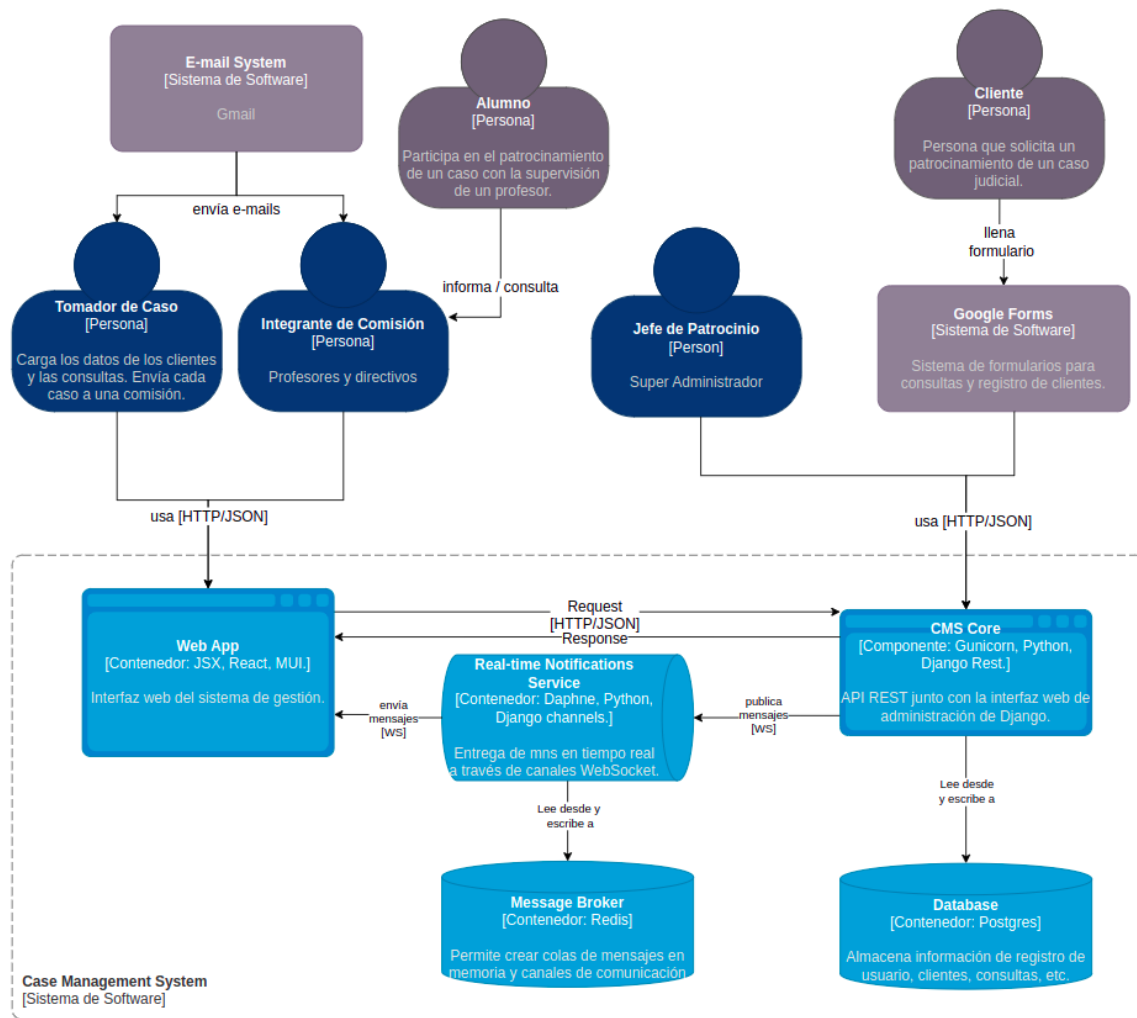 E-mail System
[Sistema de Software]
Gmail
Alumno
[Persona]
Participa en el patrocinamiento
de un caso con la supervisión
de un profesor.
Cliente
[Persona]
Persona que solicita un
patrocinamiento de un caso
judicial.
envía e-mails
informa / consulta
llena
formulario
Tomador de Caso
[Persona]
Carga los datos de los clientes
y las consultas. Envía cada
caso a una comisión.
Integrante de Comisión
[Persona]
Profesores y directivos
Jefe de Patrocinio
[Person]
Super Administrador
Google Forms
[Sistema de Software]
Sistema de formularios para
consultas y registro de clientes.
usa [HTTP/JSON]
usa [HTTP/JSON]
Web App
[Contenedor: JSX, React, MUI.]
Interfaz web del sistema de gestión.
Request
[HTTP/JSON]
Response
CMS Core
[Componente: Gunicorn, Python,
Django Rest.]
API REST junto con la interfaz web de
administración de Django.
Real-time Notifications
Service
[Contenedor: Daphne, Python,
Django channels.]
Entrega de mns en tiempo real
a través de canales WebSocket.
envía
mensajes
[WS]
publica
mensajes
[WS]
Lee desde y
escribe a
Lee desde
y escribe a
Message Broker
[Contenedor: Redis]
Permite crear colas de mensajes en
memoria y canales de comunicación
Database
[Contenedor: Postgres]
Almacena información de registro de
usuario, clientes, consultas, etc.
Case Management System
[Sistema de Software]